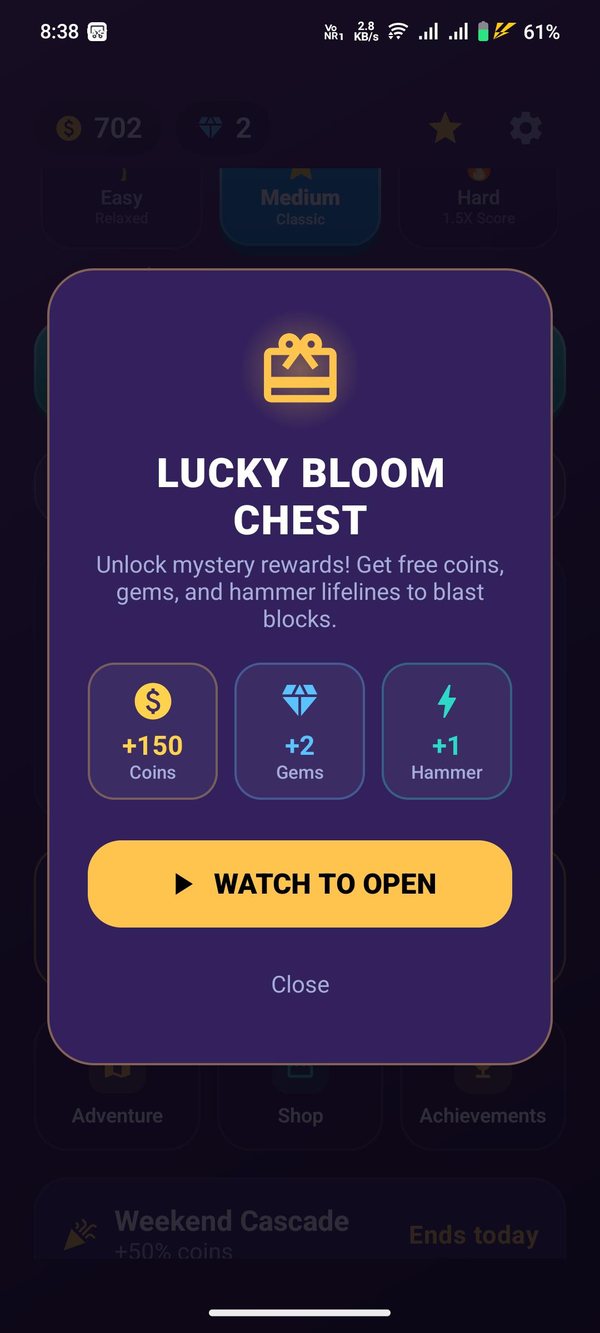 8:38
Vo
NR1
2.8
KB/s
61%
702
2
Easy
Relaxed
Medium
Classic
Hard
1.5X Score
LUCKY BLOOM
CHEST
Unlock mystery rewards! Get free coins,
gems, and hammer lifelines to blast
blocks.
+150
Coins
+2
Gems
+1
Hammer
WATCH TO OPEN
Close
Adventure
Shop
Achievements
Weekend Cascade
+50% coins
Ends today